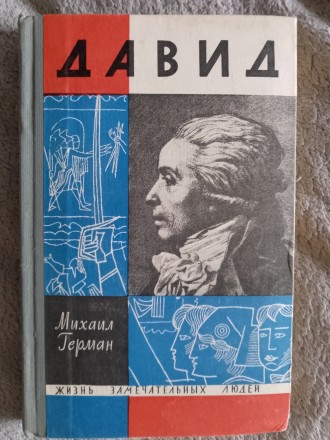 ДАВИД
Михаил
Герман
ЖИЗНЬ ЗАМЕЧАТЕЛЬНЫХ ЛЮДЕЙ